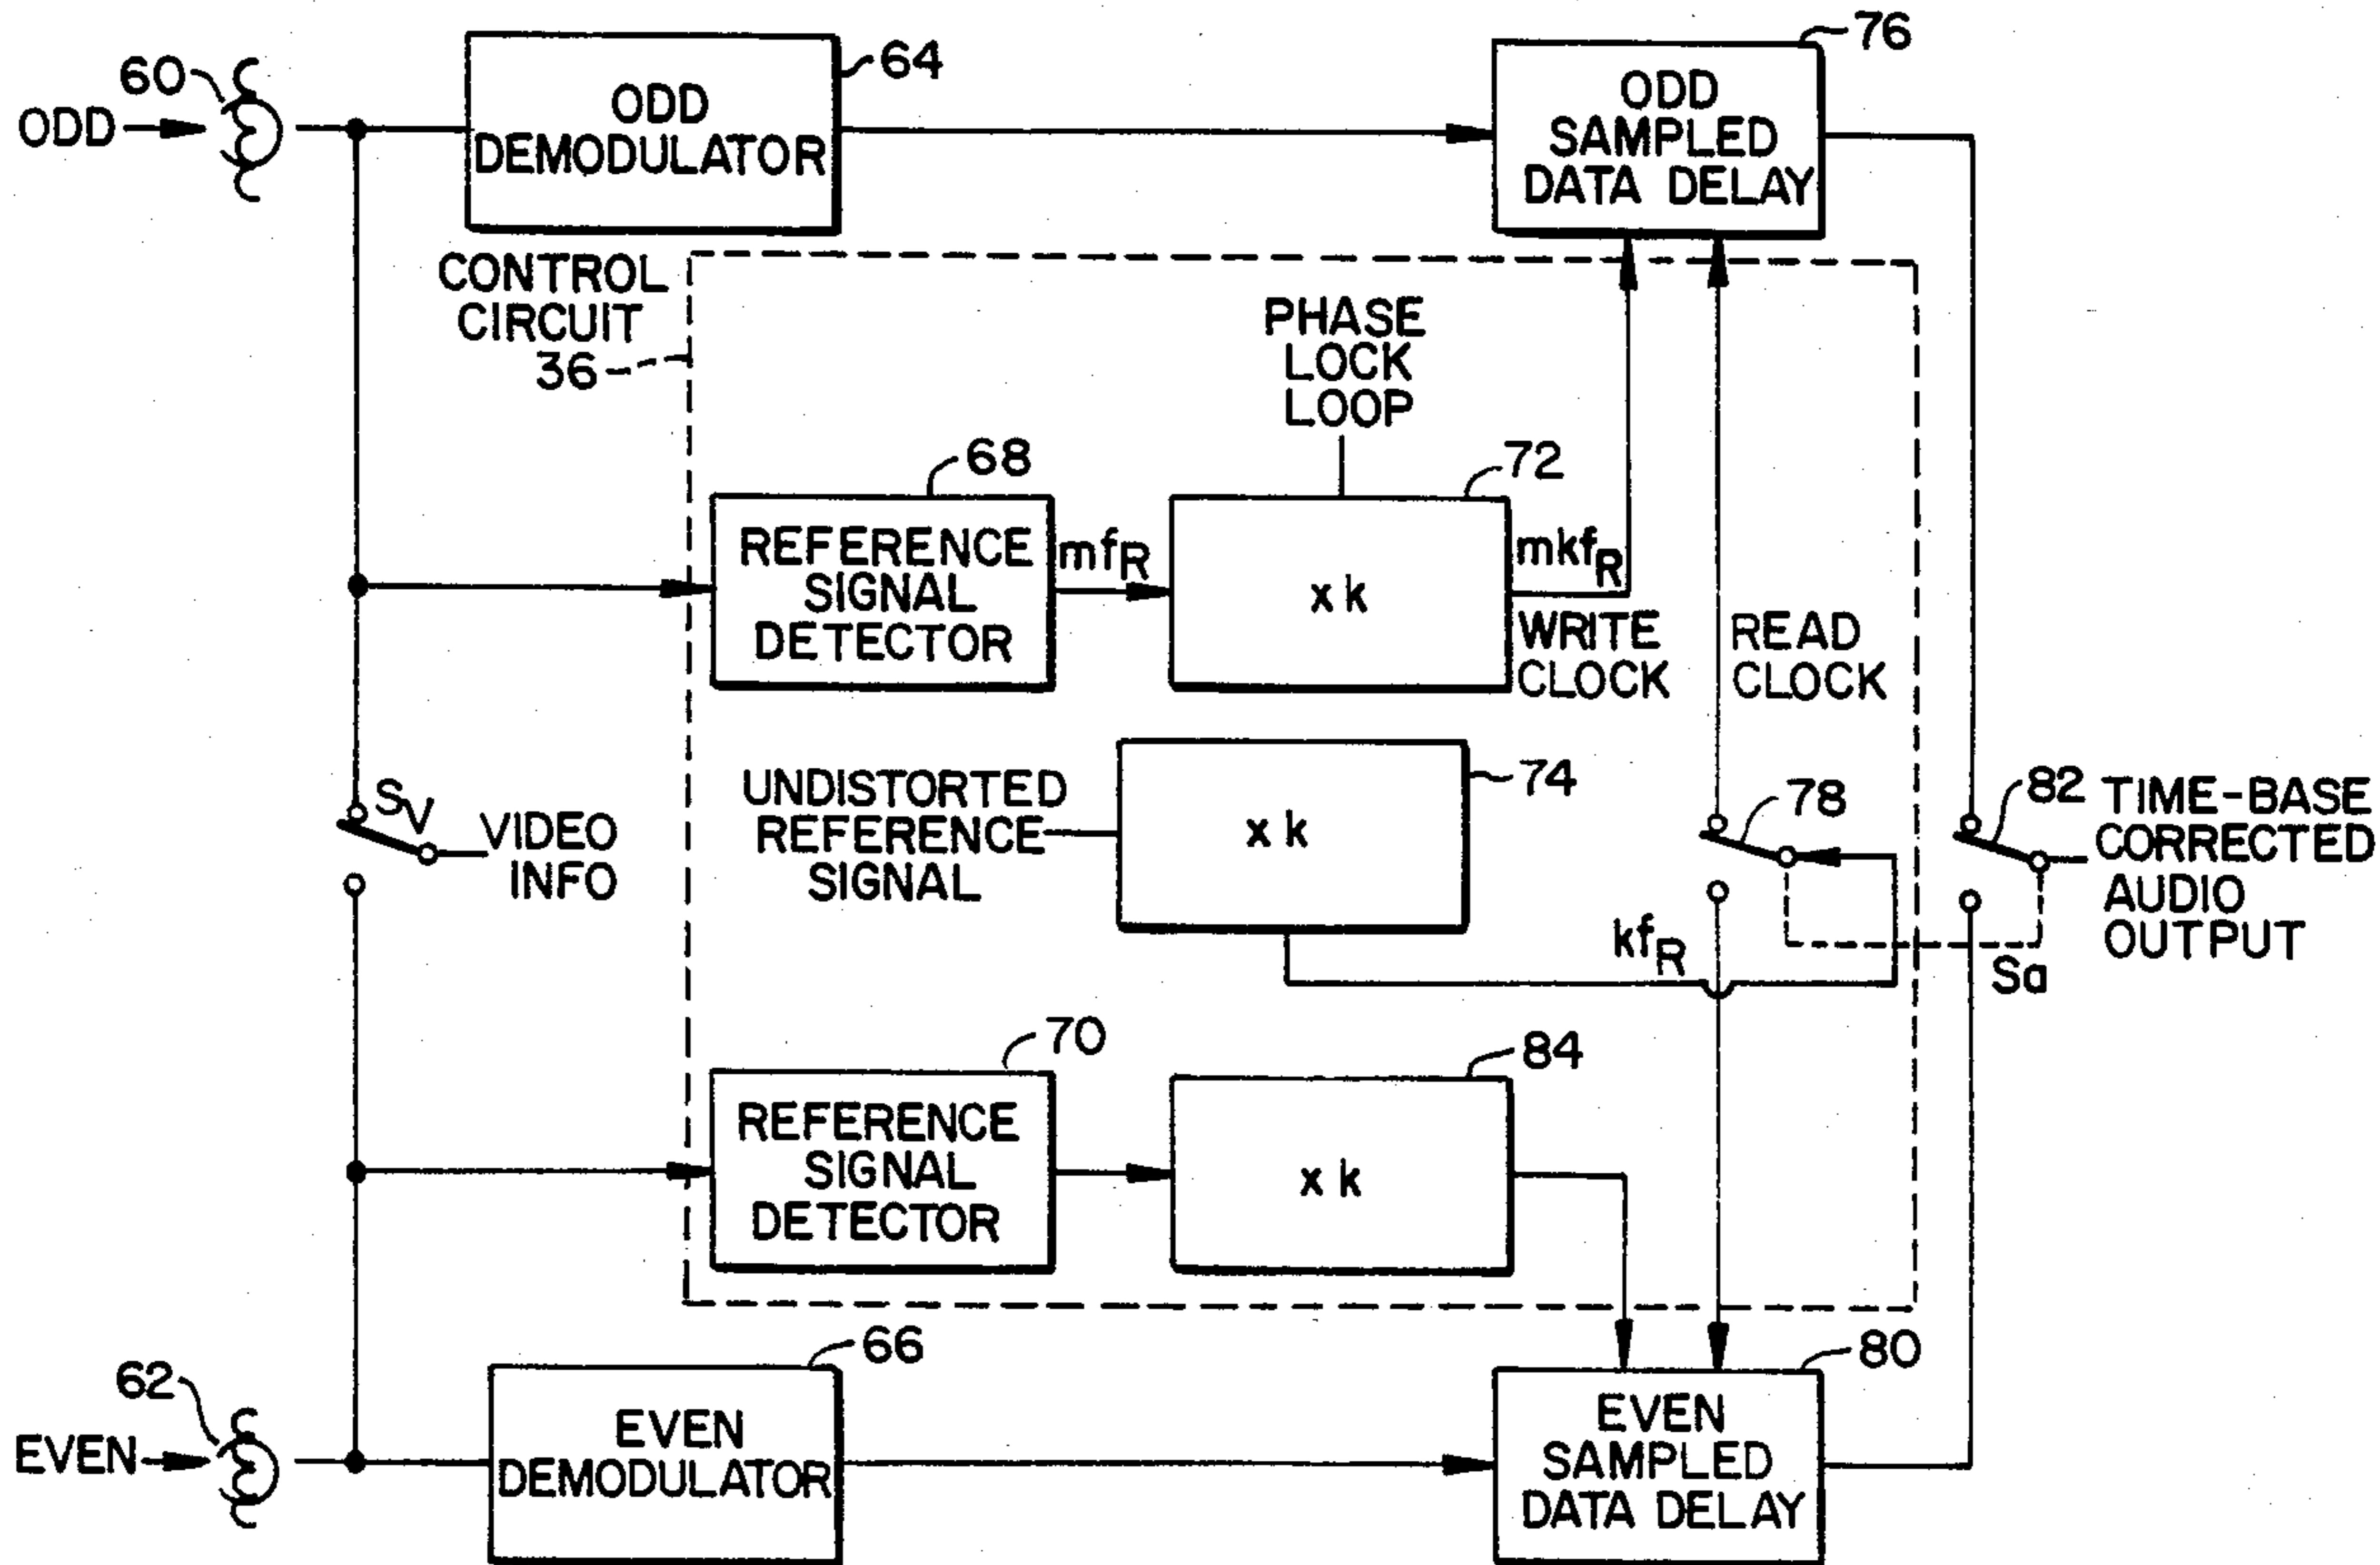 60
ODD
64
ODD
DEMODULATOR
76
ODD
SAMPLED
DATA DELAY
CONTROL
CIRCUIT
36
PHASE
LOCK
LOOP
68
REFERENCE
SIGNAL
DETECTOR
mfR
72
x k
mkfR
WRITE
CLOCK
READ
CLOCK
SV
VIDEO
INFO
UNDISTORTED
REFERENCE
SIGNAL
74
x k
78
82
TIME-BASE
CORRECTED
AUDIO
OUTPUT
kfR
Sa
70
REFERENCE
SIGNAL
DETECTOR
84
x k
62
EVEN
66
EVEN
DEMODULATOR
80
EVEN
SAMPLED
DATA DELAY